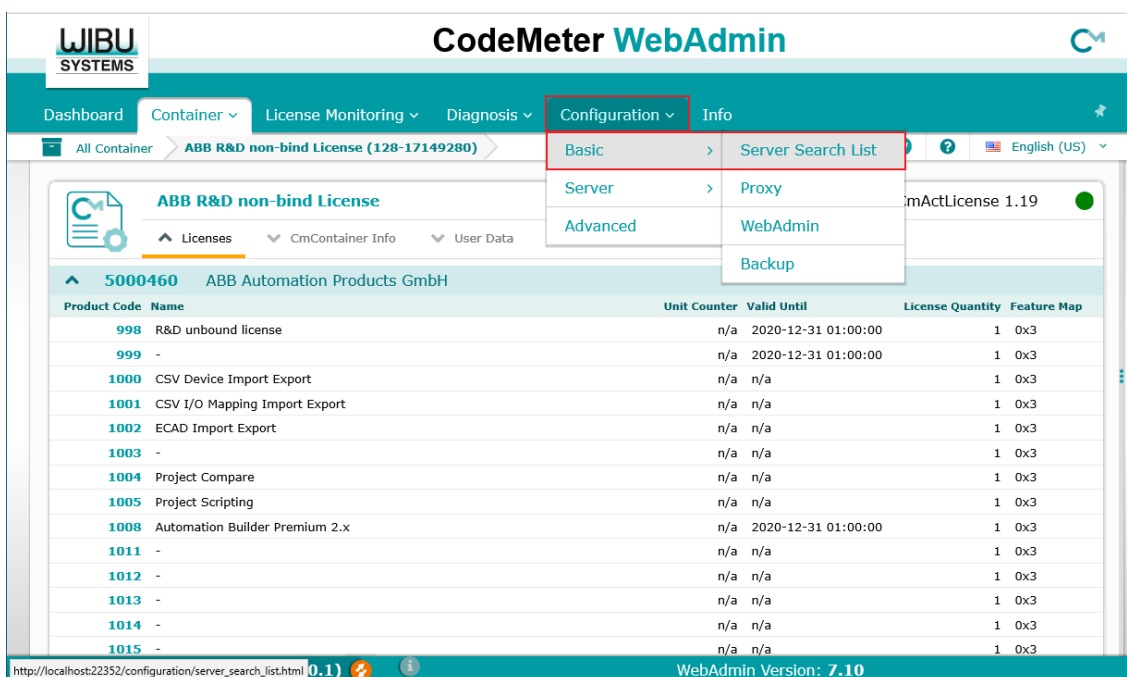 WIBU
SYSTEMS
CodeMeter WebAdmin
Dashboard Container License Monitoring Diagnosis Configuration Info
All Container ABB R&D non-bind License (128-17149280) Basic > Server Search List English (US)
ABB R&D non-bind License Server > Proxy CmActLicense 1.19
Licenses CmContainer Info User Data Advanced WebAdmin
Backup
5000460 ABB Automation Products GmbH
Product Code Name Unit Counter Valid Until License Quantity Feature Map
998 R&D unbound license n/a 2020-12-31 01:00:00 1 0x3
999 - n/a 2020-12-31 01:00:00 1 0x3
1000 CSV Device Import Export n/a n/a 1 0x3
1001 CSV I/O Mapping Import Export n/a n/a 1 0x3
1002 ECAD Import Export n/a n/a 1 0x3
1003 - n/a n/a 1 0x3
1004 Project Compare n/a n/a 1 0x3
1005 Project Scripting n/a n/a 1 0x3
1008 Automation Builder Premium 2.x n/a 2020-12-31 01:00:00 1 0x3
1011 - n/a n/a 1 0x3
1012 - n/a n/a 1 0x3
1013 - n/a n/a 1 0x3
1014 - n/a n/a 1 0x3
1015 - n/a n/a 1 0x3
http://localhost:22352/configuration/server_search_list.html 0.1) WebAdmin Version: 7.10